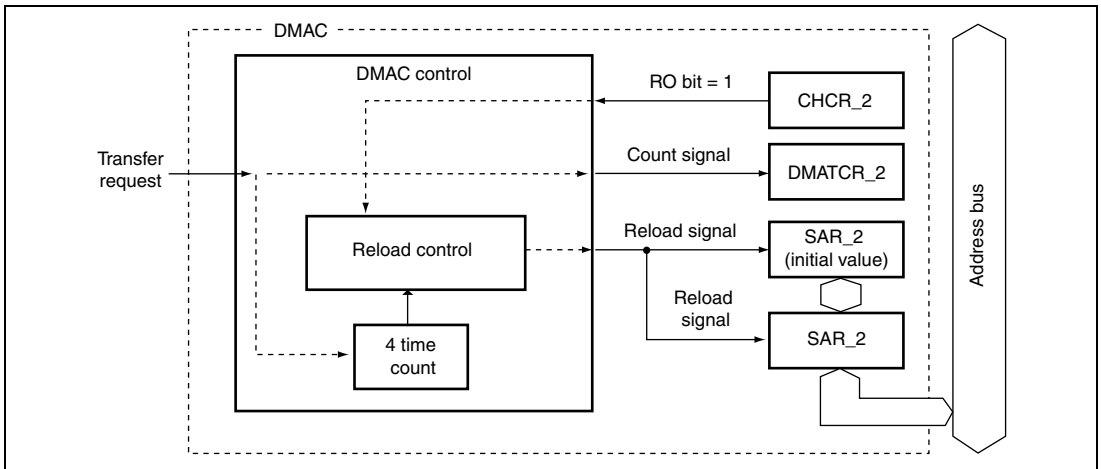 DMAC
DMAC control
RO bit = 1
CHCR_2
Transfer
request
Count signal
DMATCR_2
Reload control
Reload signal
SAR_2
(initial value)
Reload
signal
4 time
count
SAR_2
Address bus